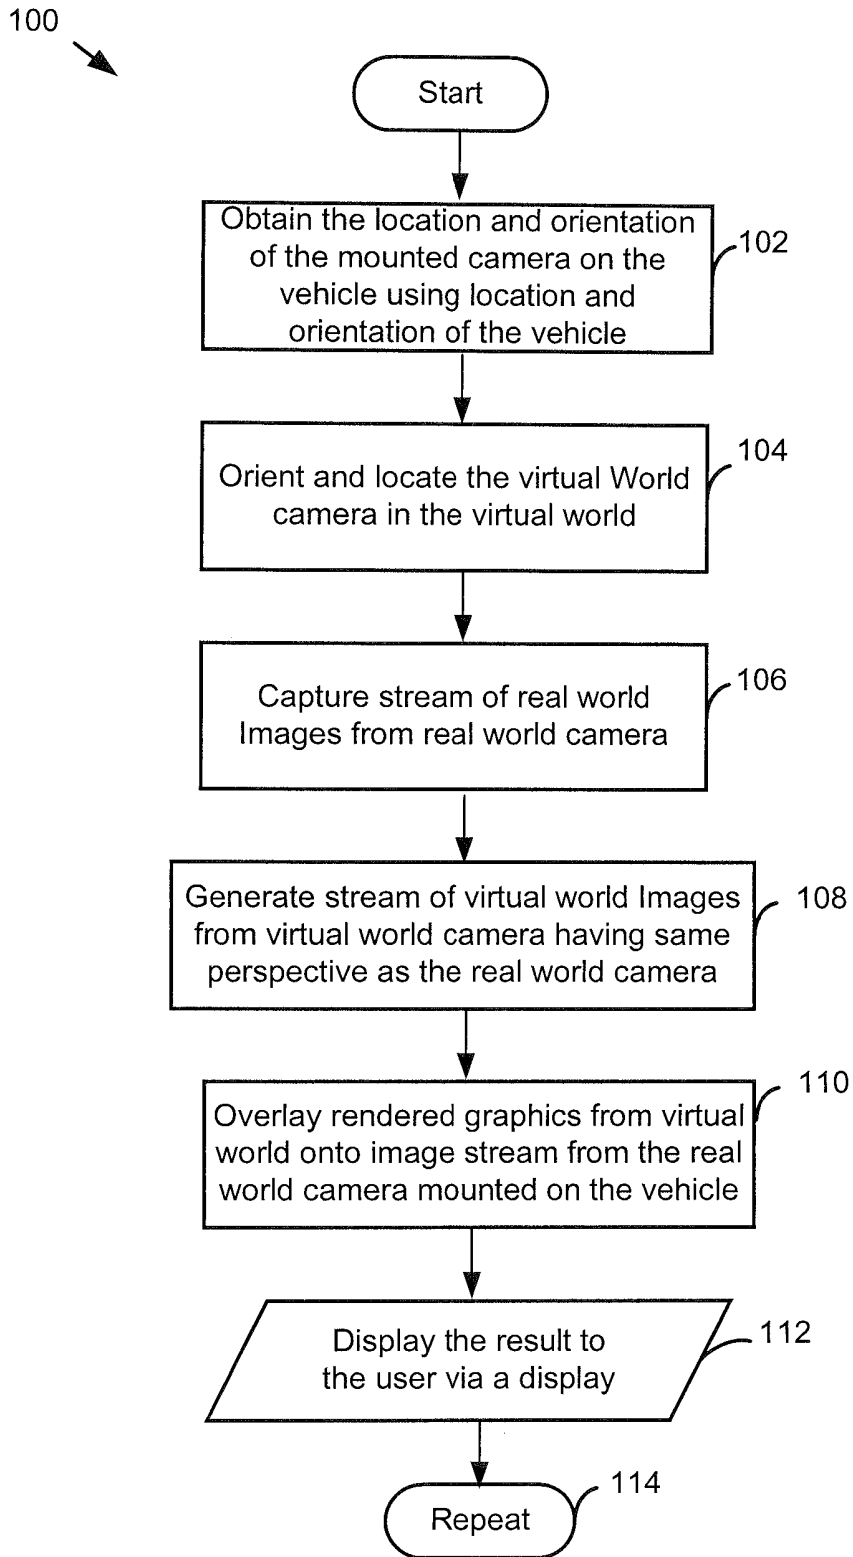 100
Start
Obtain the location and orientation
of the mounted camera on the
vehicle using location and
orientation of the vehicle
102
Orient and locate the virtual World
camera in the virtual world
104
Capture stream of real world
Images from real world camera
106
Generate stream of virtual world Images
from virtual world camera having same
perspective as the real world camera
108
Overlay rendered graphics from virtual
world onto image stream from the real
world camera mounted on the vehicle
110
Display the result to
the user via a display
112
Repeat
114